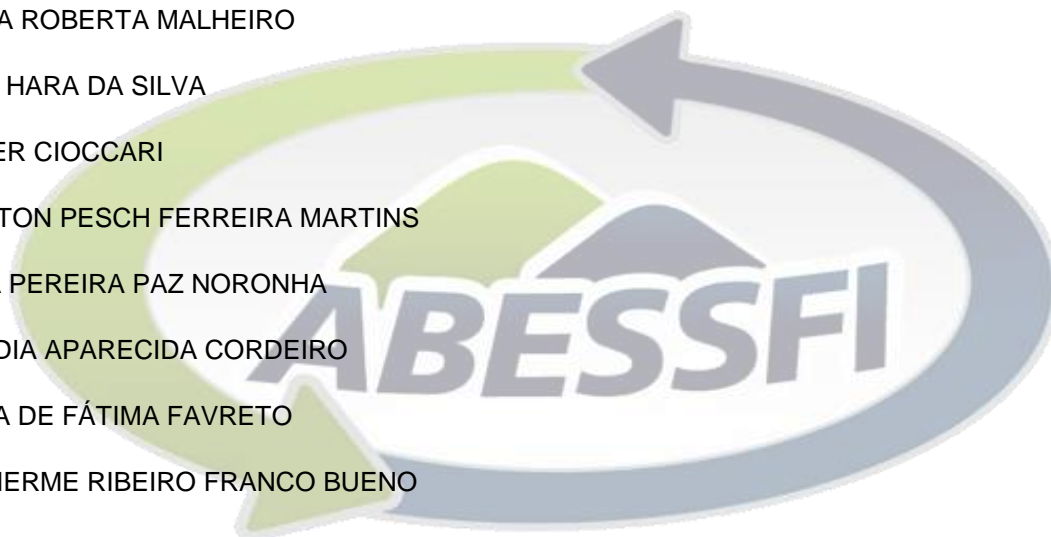 A ROBERTA MALHEIRO
HARA DA SILVA
ER CIOCCARI
TON PESCH FERREIRA MARTINS
PEREIRA PAZ NORONHA
DIA APARECIDA CORDEIRO
A DE FÁTIMA FAVRETO
HERME RIBEIRO FRANCO BUENO
ABESSFI